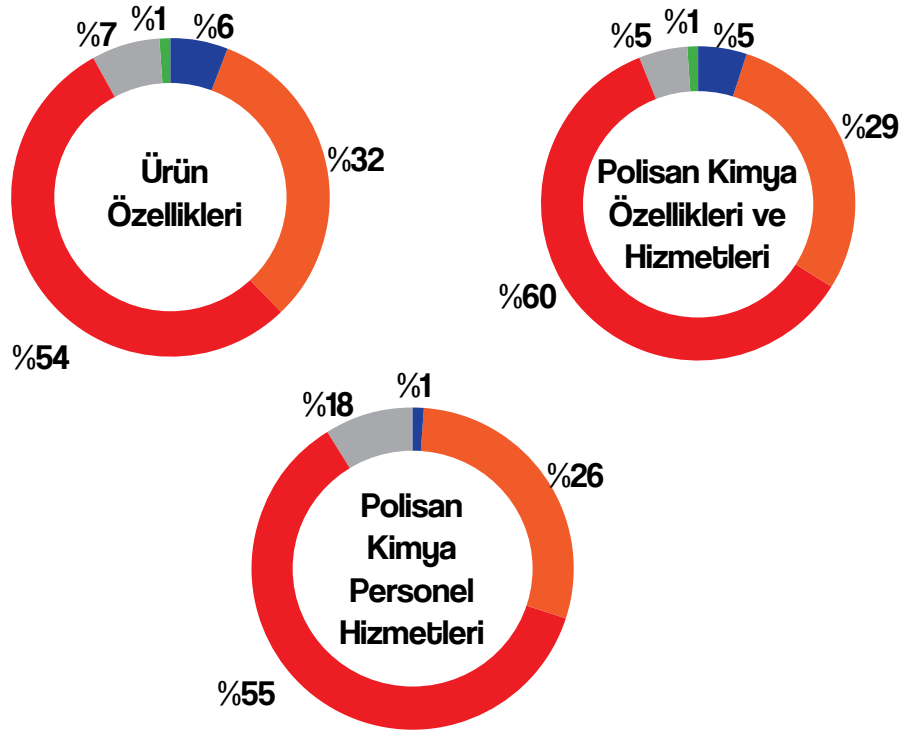 %7
%1
%6
%32
%54
Ürün
Özellikleri
%5
%1
%5
%29
%60
Polisan Kimya
Özellikleri ve
Hizmetleri
%18
%1
%26
%55
Polisan
Kimya
Personel
Hizmetleri